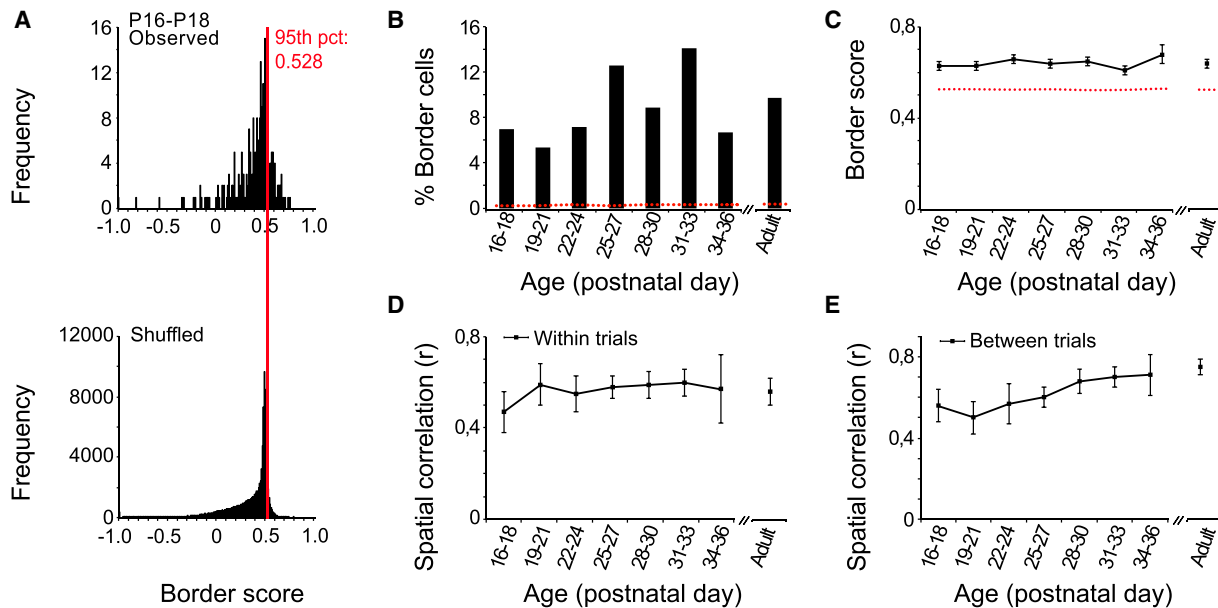 A
P16-P18
Observed
95th pct:
0.528
Frequency
16
12
8
4
0
-1.0
-0.5
0
0.5
1.0
Shuffled
Frequency
12000
8000
4000
0
-1.0
-0.5
0
0.5
1.0
Border score
B
% Border cells
16
12
8
4
0
16-18
19-21
22-24
25-27
28-30
31-33
34-36
Adult
Age (postnatal day)
C
Border score
0,8
0,4
0
16-18
19-21
22-24
25-27
28-30
31-33
34-36
Adult
Age (postnatal day)
D
Within trials
Spatial correlation (r)
0,8
0,4
0
16-18
19-21
22-24
25-27
28-30
31-33
34-36
Adult
Age (postnatal day)
E
Between trials
Spatial correlation (r)
0,8
0,4
0
16-18
19-21
22-24
25-27
28-30
31-33
34-36
Adult
Age (postnatal day)